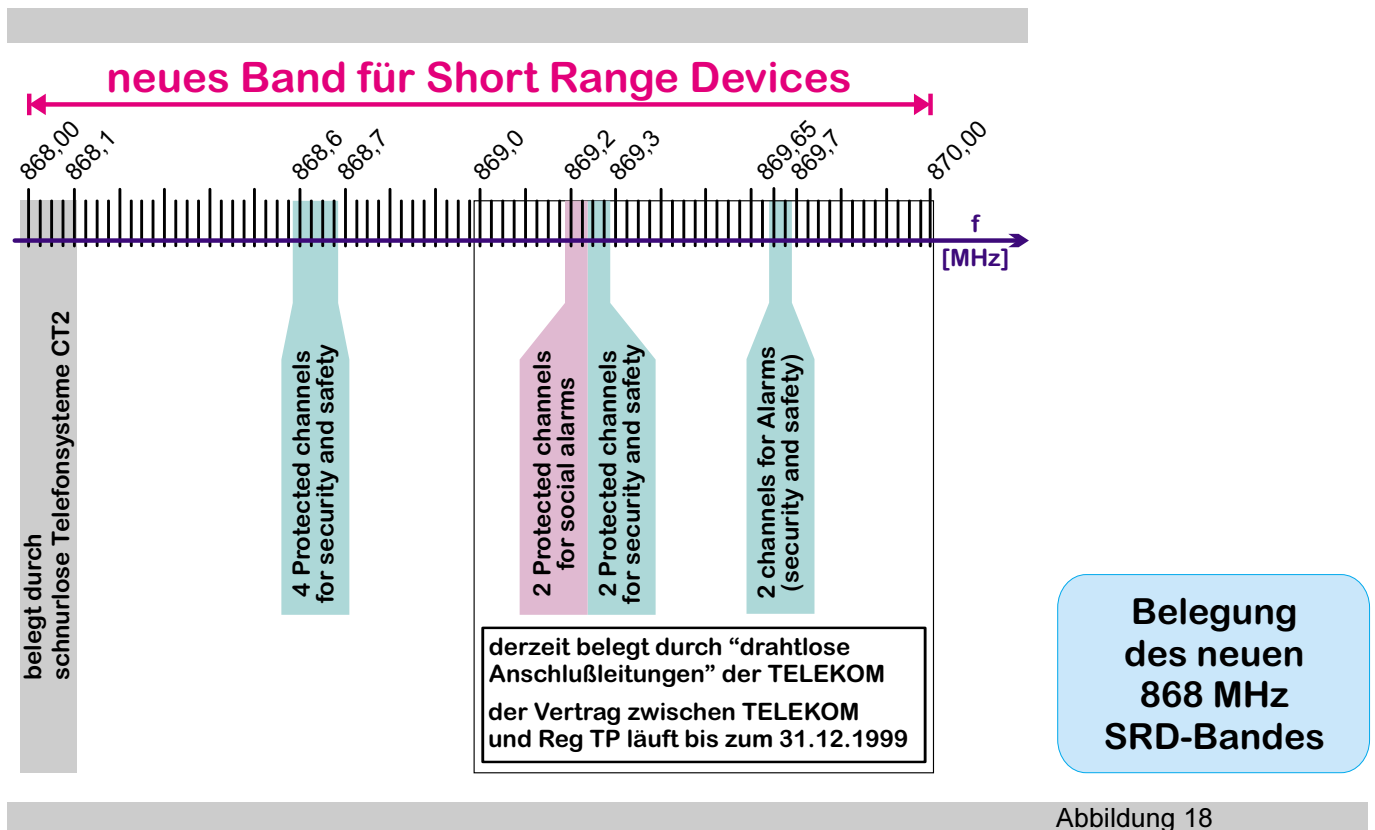 neues Band für Short Range Devices
868,00
868,1
868,6
868,7
869,0
869,2
869,3
869,65
869,7
870,00
f
[MHz]
belegt durch
schnurlose Telefonsysteme CT2
4 Protected channels
for security and safety
2 Protected channels
for social alarms
2 Protected channels
for security and safety
2 channels for Alarms
(security and safety)
derzeit belegt durch “drahtlose
Anschlußleitungen” der TELEKOM
der Vertrag zwischen TELEKOM
und Reg TP läuft bis zum 31.12.1999
Belegung
des neuen
868 MHz
SRD-Bandes
Abbildung 18